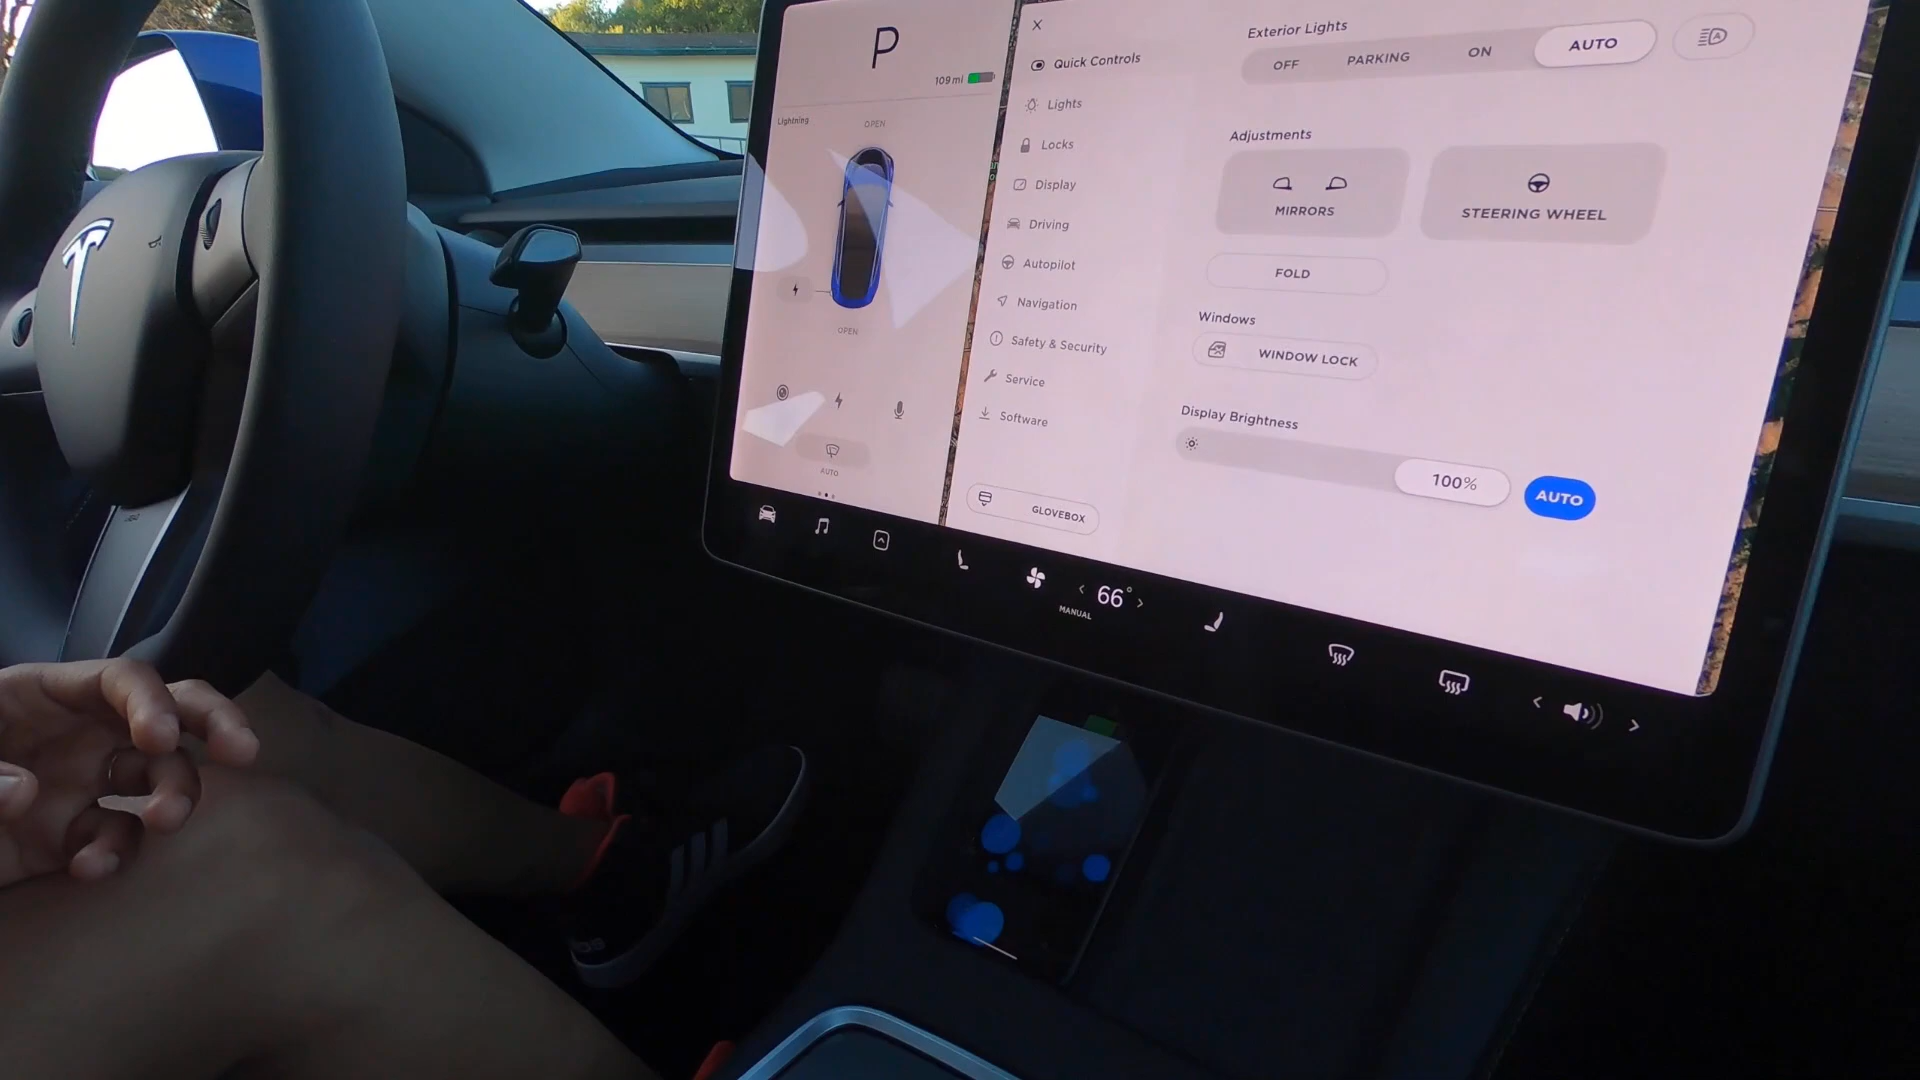 P
109 mi
Lightning
OPEN
OPEN
AUTO
Quick Controls
Lights
Locks
Display
Driving
Autopilot
Navigation
Safety & Security
Service
Software
GLOVEBOX
Exterior Lights
OFF PARKING ON AUTO
Adjustments
MIRRORS
STEERING WHEEL
FOLD
Windows
WINDOW LOCK
Display Brightness
100% AUTO
< 66° >
MANUAL
< >